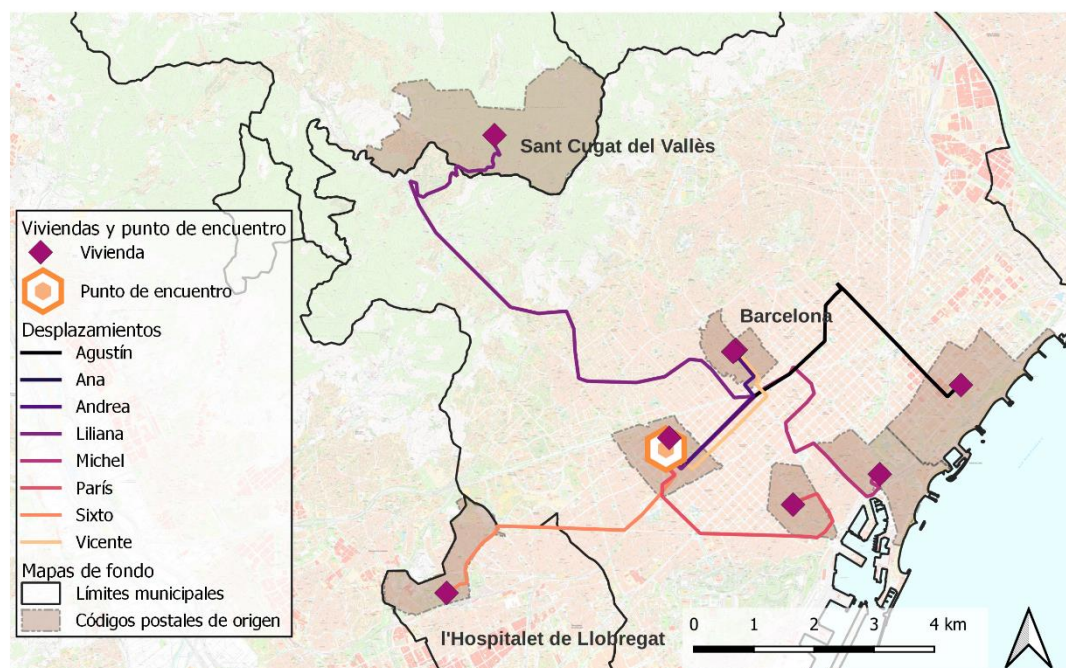 Sant Cugat del Vallès
Viviendas y punto de encuentro
Vivienda
Punto de encuentro
Desplazamientos
Agustín
Ana
Andrea
Liliana
Michel
París
Sixto
Vicente
Mapas de fondo
Límites municipales
Códigos postales de origen
Barcelona
l'Hospitalet de Llobregat
0 1 2 3 4 km